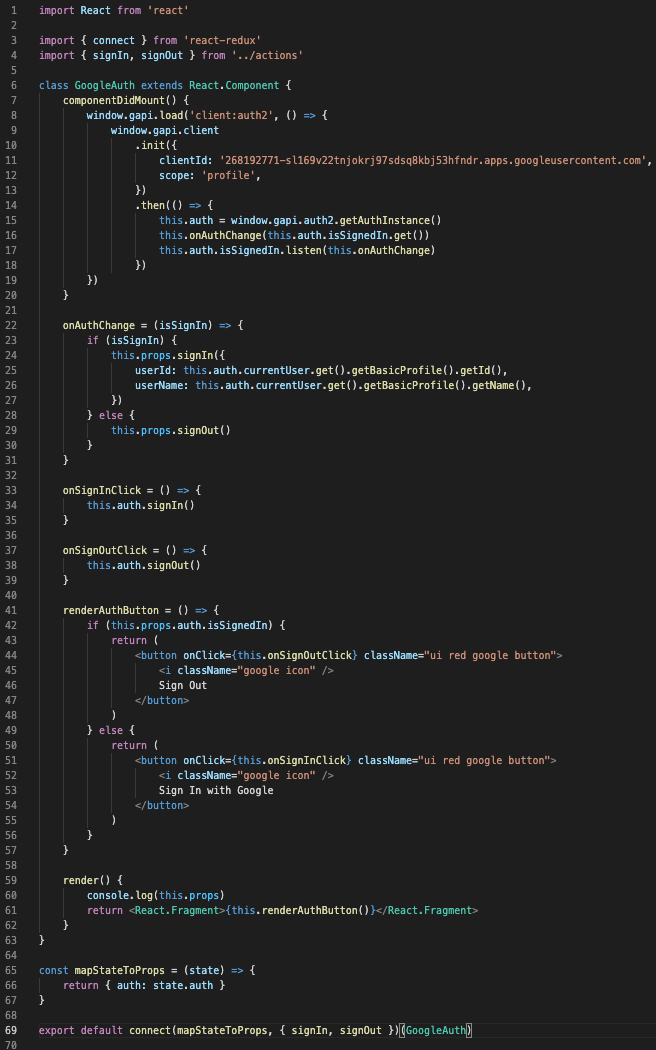 1 import React from 'react'
2
3 import { connect } from 'react-redux'
4 import { signIn, signOut } from '../actions'
5
6 class GoogleAuth extends React.Component {
7     componentDidMount() {
8         window.gapi.load('client:auth2', () => {
9             window.gapi.client
10                 .init({
11                     clientId: '268192771-sl169v22tnjokrj97sdsq8kbj53hfndr.apps.googleusercontent.com',
12                     scope: 'profile',
13                 })
14                 .then(() => {
15                     this.auth = window.gapi.auth2.getAuthInstance()
16                     this.onAuthChange(this.auth.isSignedIn.get())
17                     this.auth.isSignedIn.listen(this.onAuthChange)
18                 })
19         })
20     }
21
22     onAuthChange = (isSignIn) => {
23         if (isSignIn) {
24             this.props.signIn({
25                 userId: this.auth.currentUser.get().getBasicProfile().getId(),
26                 userName: this.auth.currentUser.get().getBasicProfile().getName(),
27             })
28         } else {
29             this.props.signOut()
30         }
31     }
32
33     onSignInClick = () => {
34         this.auth.signIn()
35     }
36
37     onSignOutClick = () => {
38         this.auth.signOut()
39     }
40
41     renderAuthButton = () => {
42         if (this.props.auth.isSignedIn) {
43             return (
44                 <button onClick={this.onSignOutClick} className="ui red google button">
45                     <i className="google icon" />
46                     Sign Out
47                 </button>
48             )
49         } else {
50             return (
51                 <button onClick={this.onSignInClick} className="ui red google button">
52                     <i className="google icon" />
53                     Sign In with Google
54                 </button>
55             )
56         }
57     }
58
59     render() {
60         console.log(this.props)
61         return <React.Fragment>{this.renderAuthButton()}</React.Fragment>
62     }
63 }
64
65 const mapStateToProps = (state) => {
66     return { auth: state.auth }
67 }
68
69 export default connect(mapStateToProps, { signIn, signOut })(GoogleAuth)
70